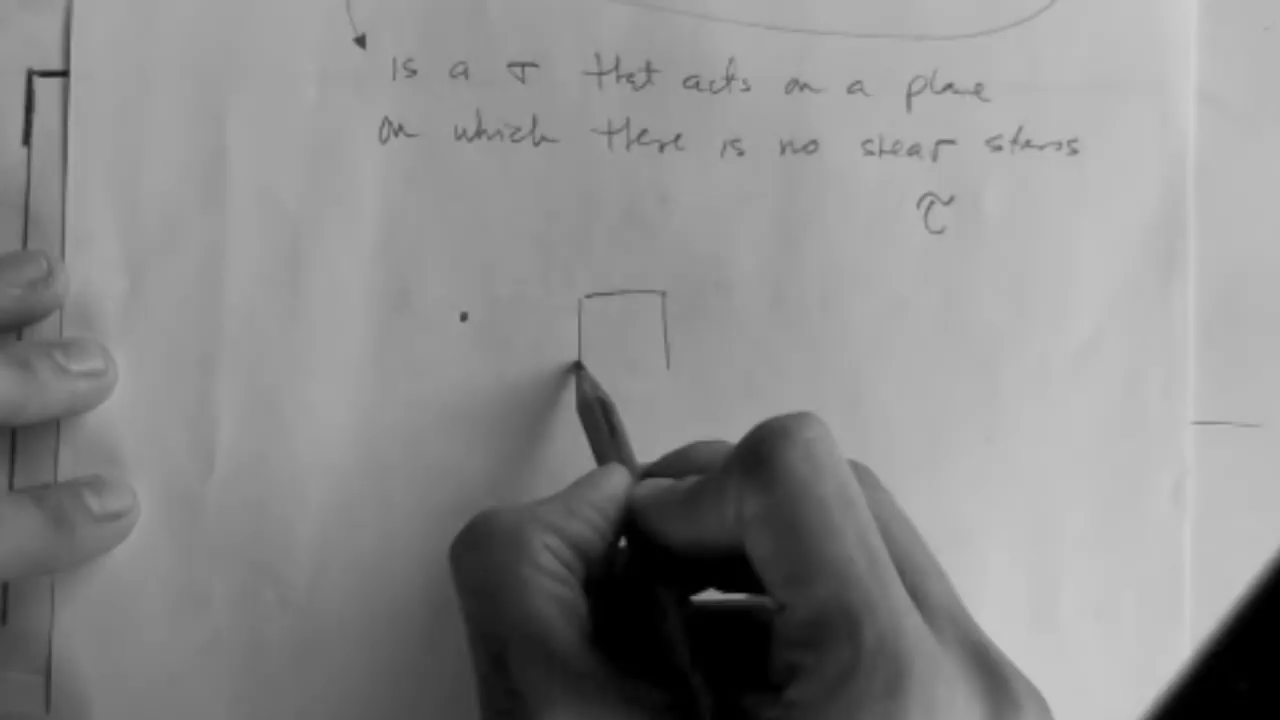 is a σ that acts on a plane
on which there is no shear stress
τ